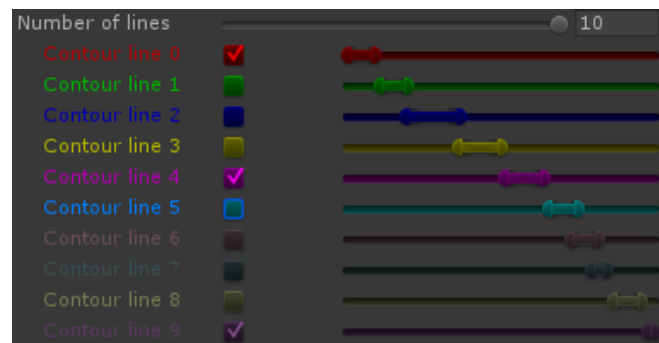 Number of lines 10
Contour line 0
Contour line 1
Contour line 2
Contour line 3
Contour line 4
Contour line 5
Contour line 6
Contour line 7
Contour line 8
Contour line 9